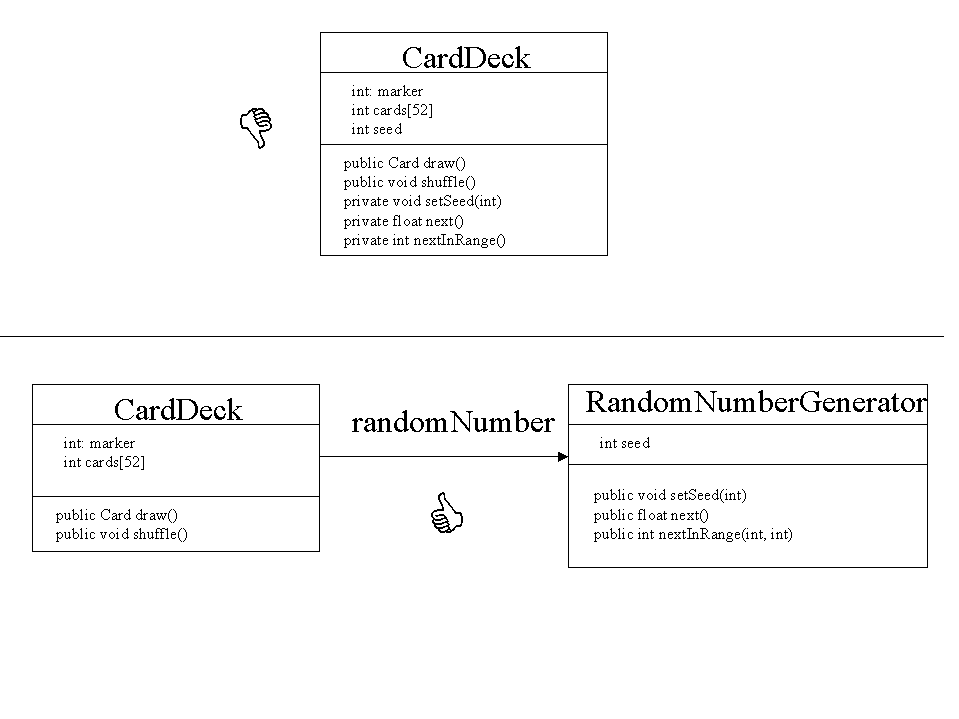 CardDeck
int: marker
int cards[52]
int seed
public Card draw()
public void shuffle()
private void setSeed(int)
private float next()
private int nextInRange()
CardDeck
int: marker
int cards[52]
public Card draw()
public void shuffle()
randomNumber
RandomNumberGenerator
int seed
public void setSeed(int)
public float next()
public int nextInRange(int, int)